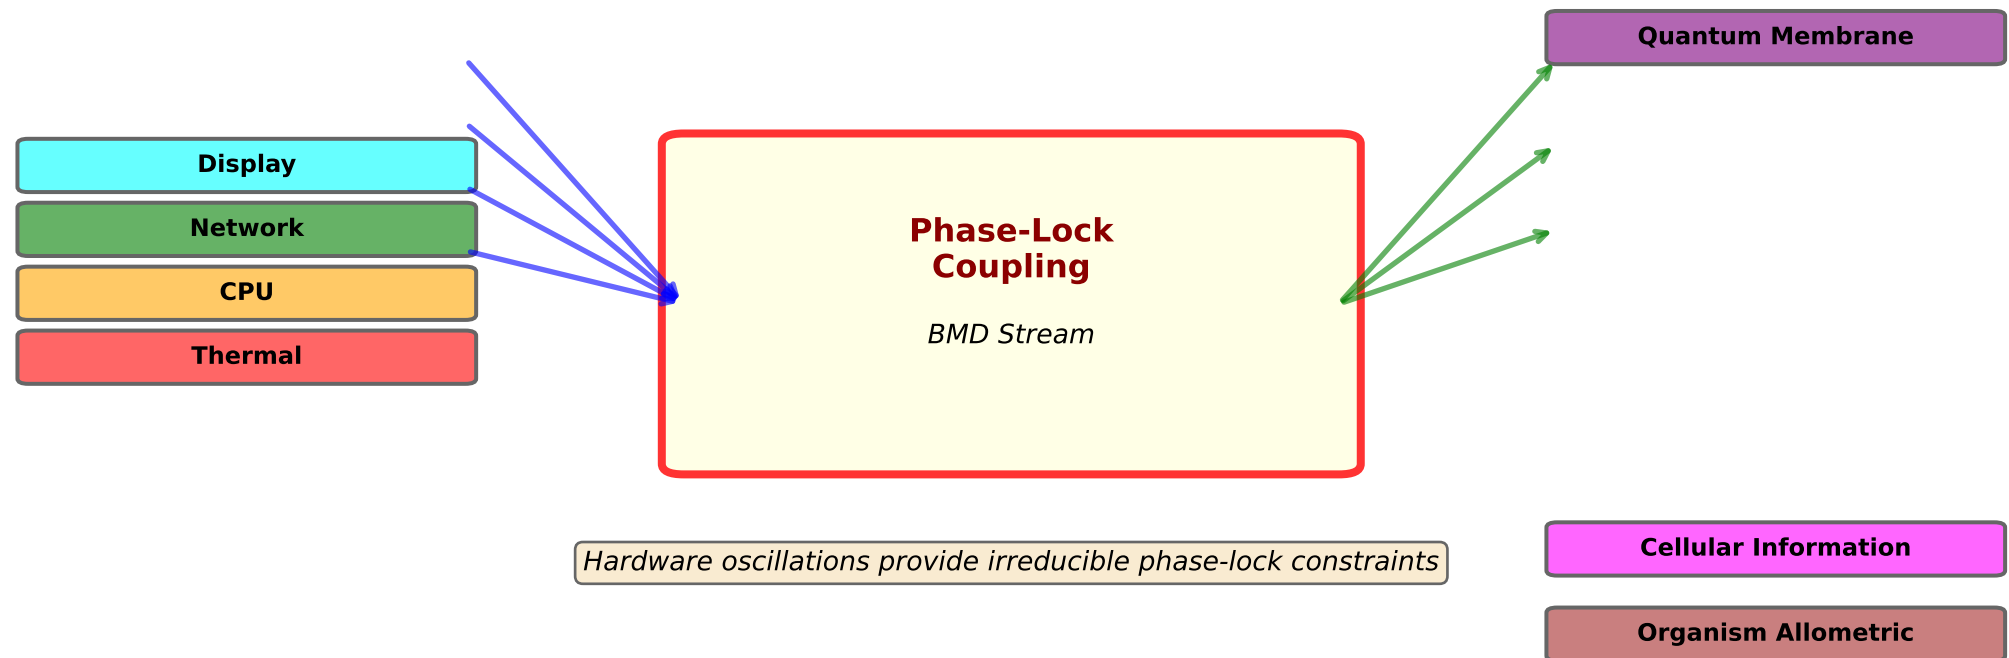 Display
Network
CPU
Thermal
Phase-Lock
Coupling
BMD Stream
Hardware oscillations provide irreducible phase-lock constraints
Quantum Membrane
Cellular Information
Organism Allometric